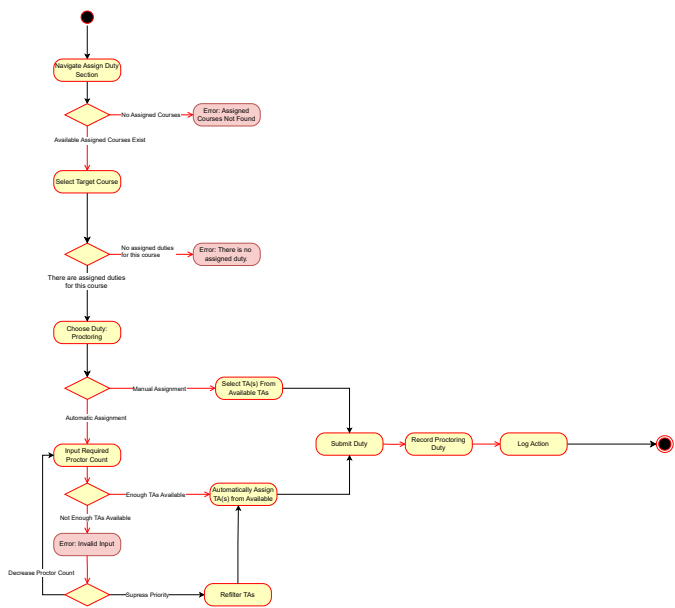 Navigate Assign Duty
Section
No Assigned Courses
Error: Assigned
Courses Not Found
Available Assigned Courses Exist
Select Target Course
No assigned duties
for this course
Error: There is no
assigned duty.
There are assigned duties
for this course
Choose Duty:
Proctoring
Manual Assignment
Select TA(s) From
Available TAs
Automatic Assignment
Submit Duty
Record Proctoring
Duty
Log Action
Input Required
Proctor Count
Enough TAs Available
Automatically Assign
TA(s) from Available
Not Enough TAs Available
Error: Invalid Input
Decrease Proctor Count
Supress Priority
Refilter TAs